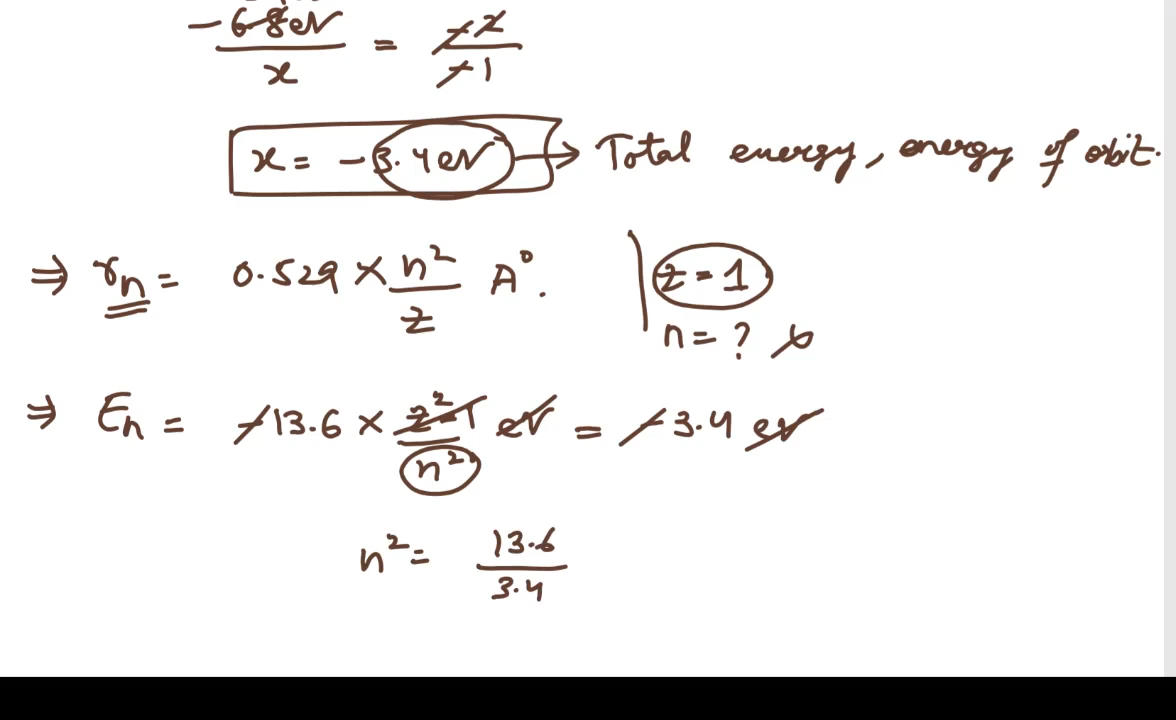 -6.8eV / x = -2 / -1
x = -3.4eV → Total energy, energy of orbit.
⇒ rn = 0.529 × n² / z A°. | z = 1
n = ?
⇒ En = -13.6 × z² / n² eV = -3.4 eV
n² = 13.6 / 3.4